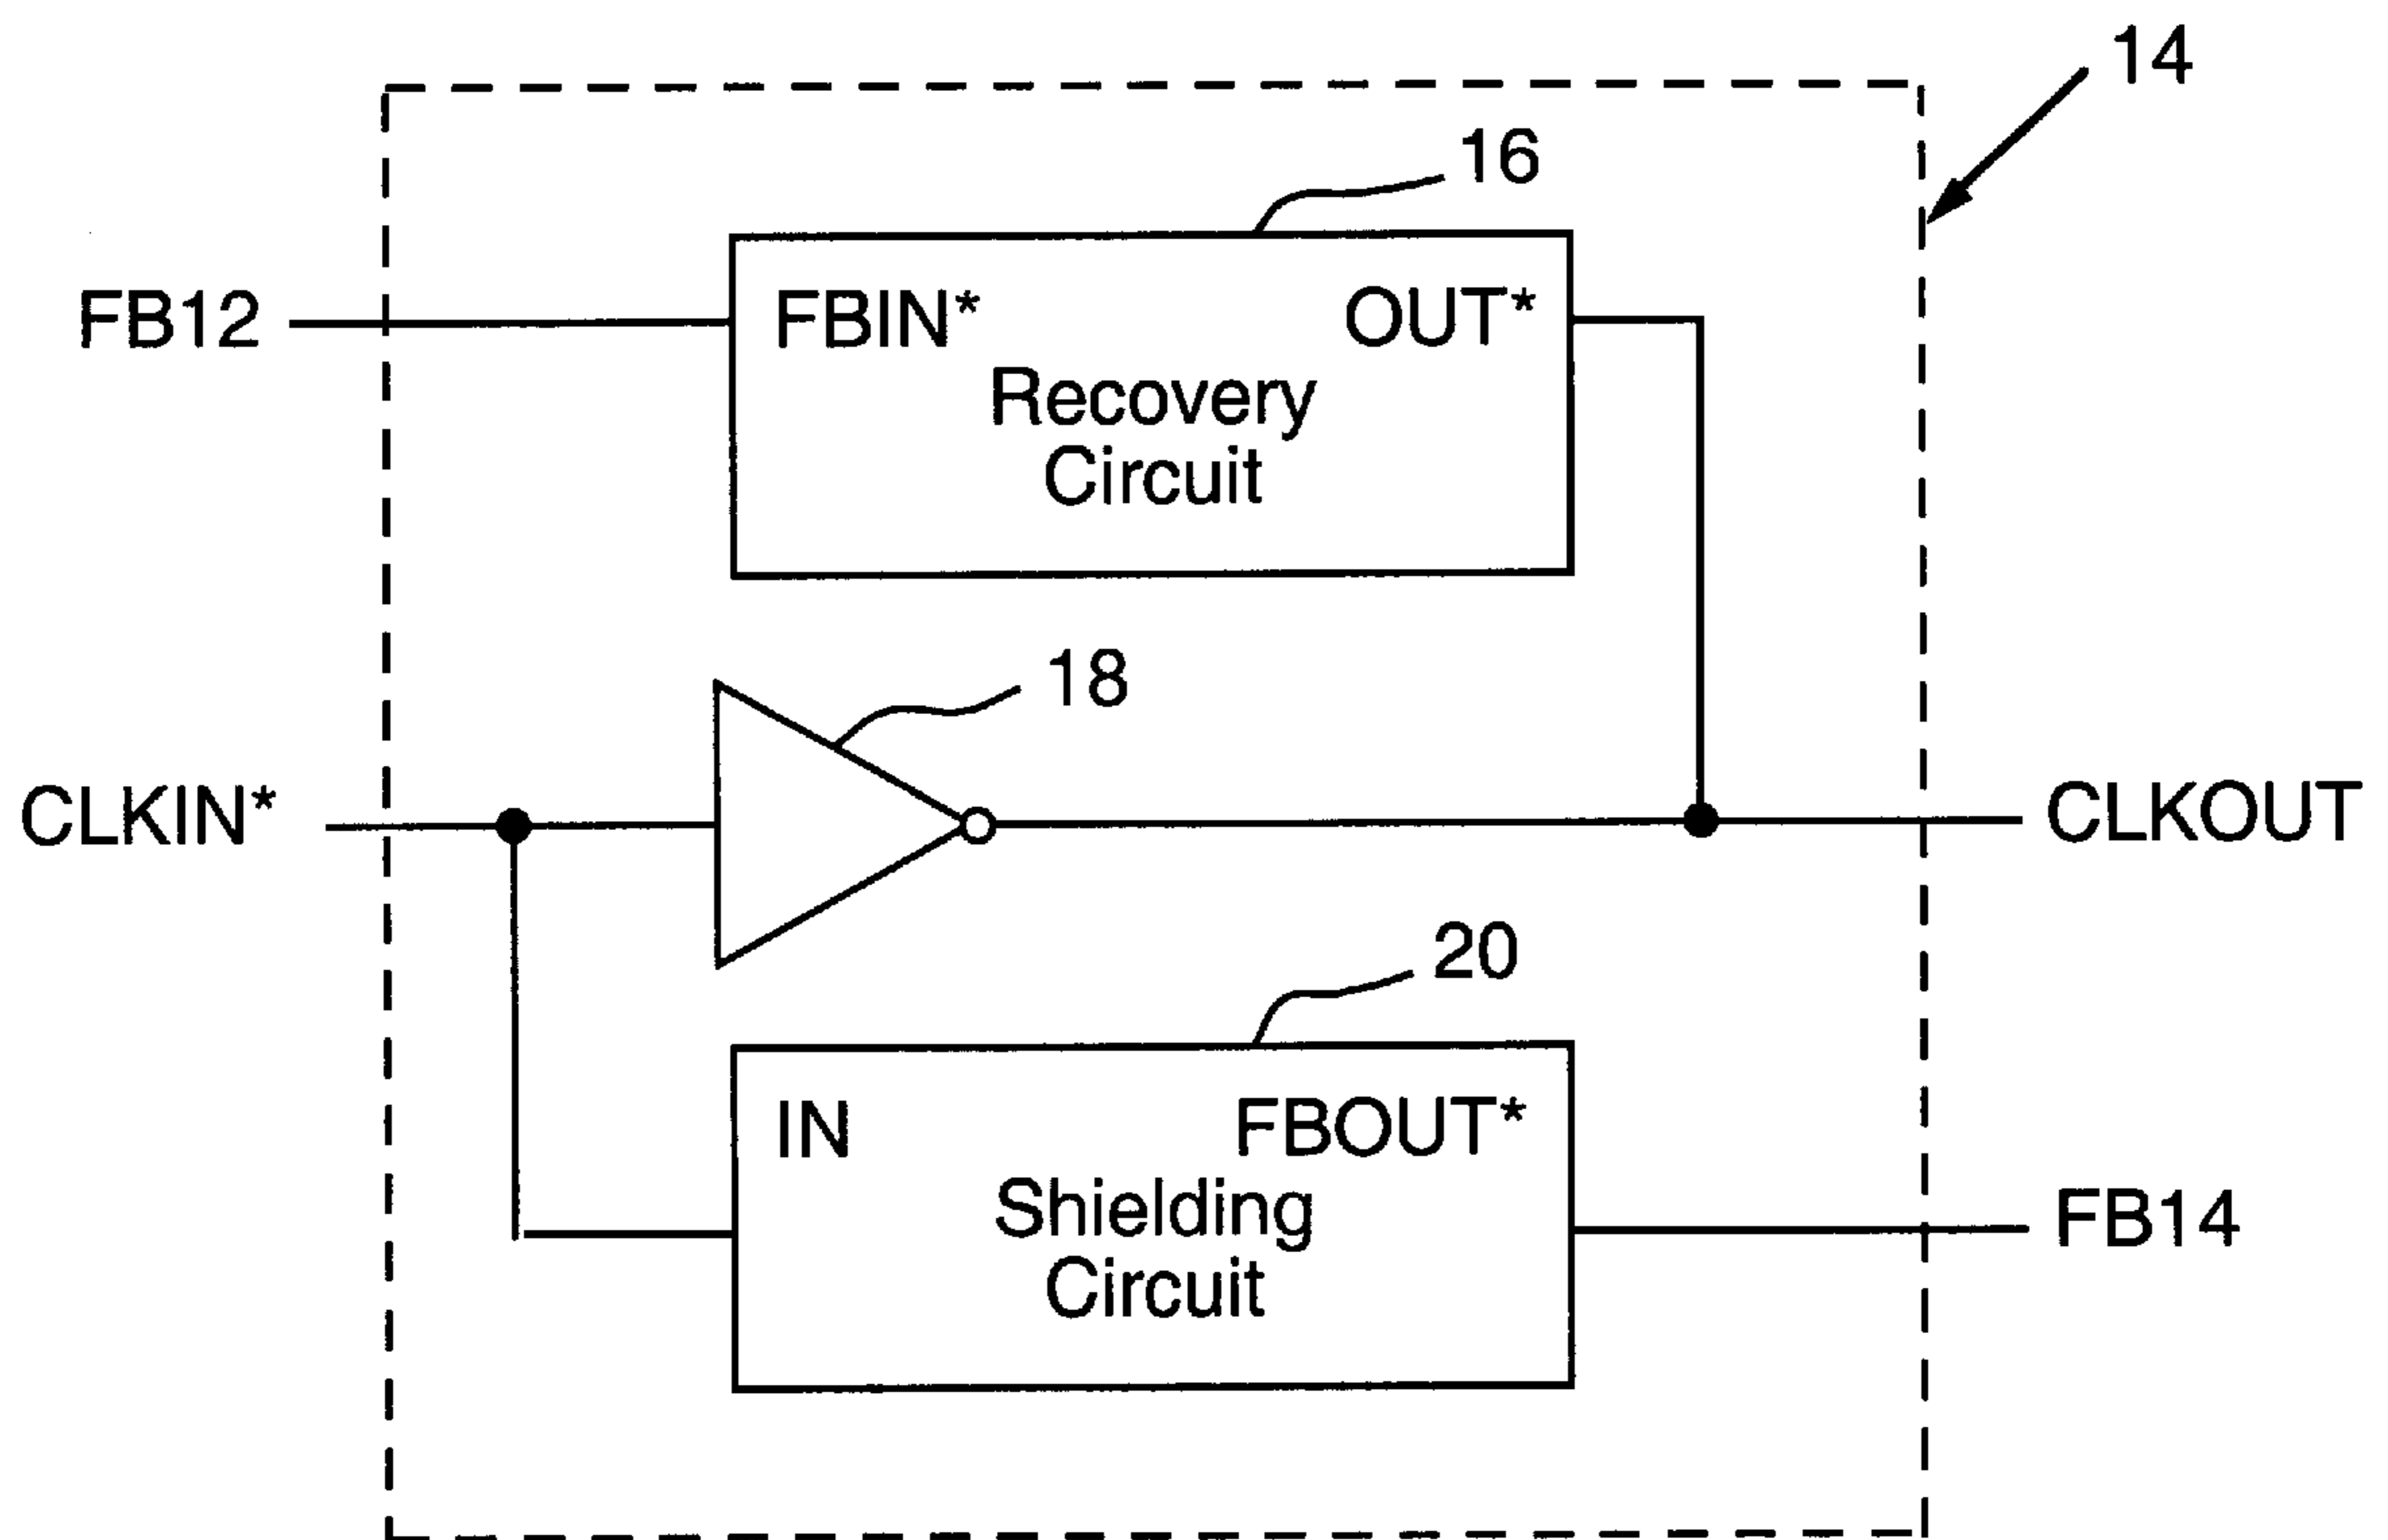 14
16
FB12
FBIN*
OUT*
Recovery
Circuit
18
CLKIN*
CLKOUT
20
IN
FBOUT*
Shielding
Circuit
FB14